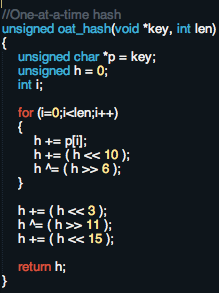 //One-at-a-time hash
unsigned oat_hash(void *key, int len)
{
unsigned char *p = key;
unsigned h = 0;
int i;
for (i=0;i<len;i++)
{
h += p[i];
h += ( h << 10 );
h ^= ( h >> 6 );
}
h += ( h << 3 );
h ^= ( h >> 11 );
h += ( h << 15 );
return h;
}